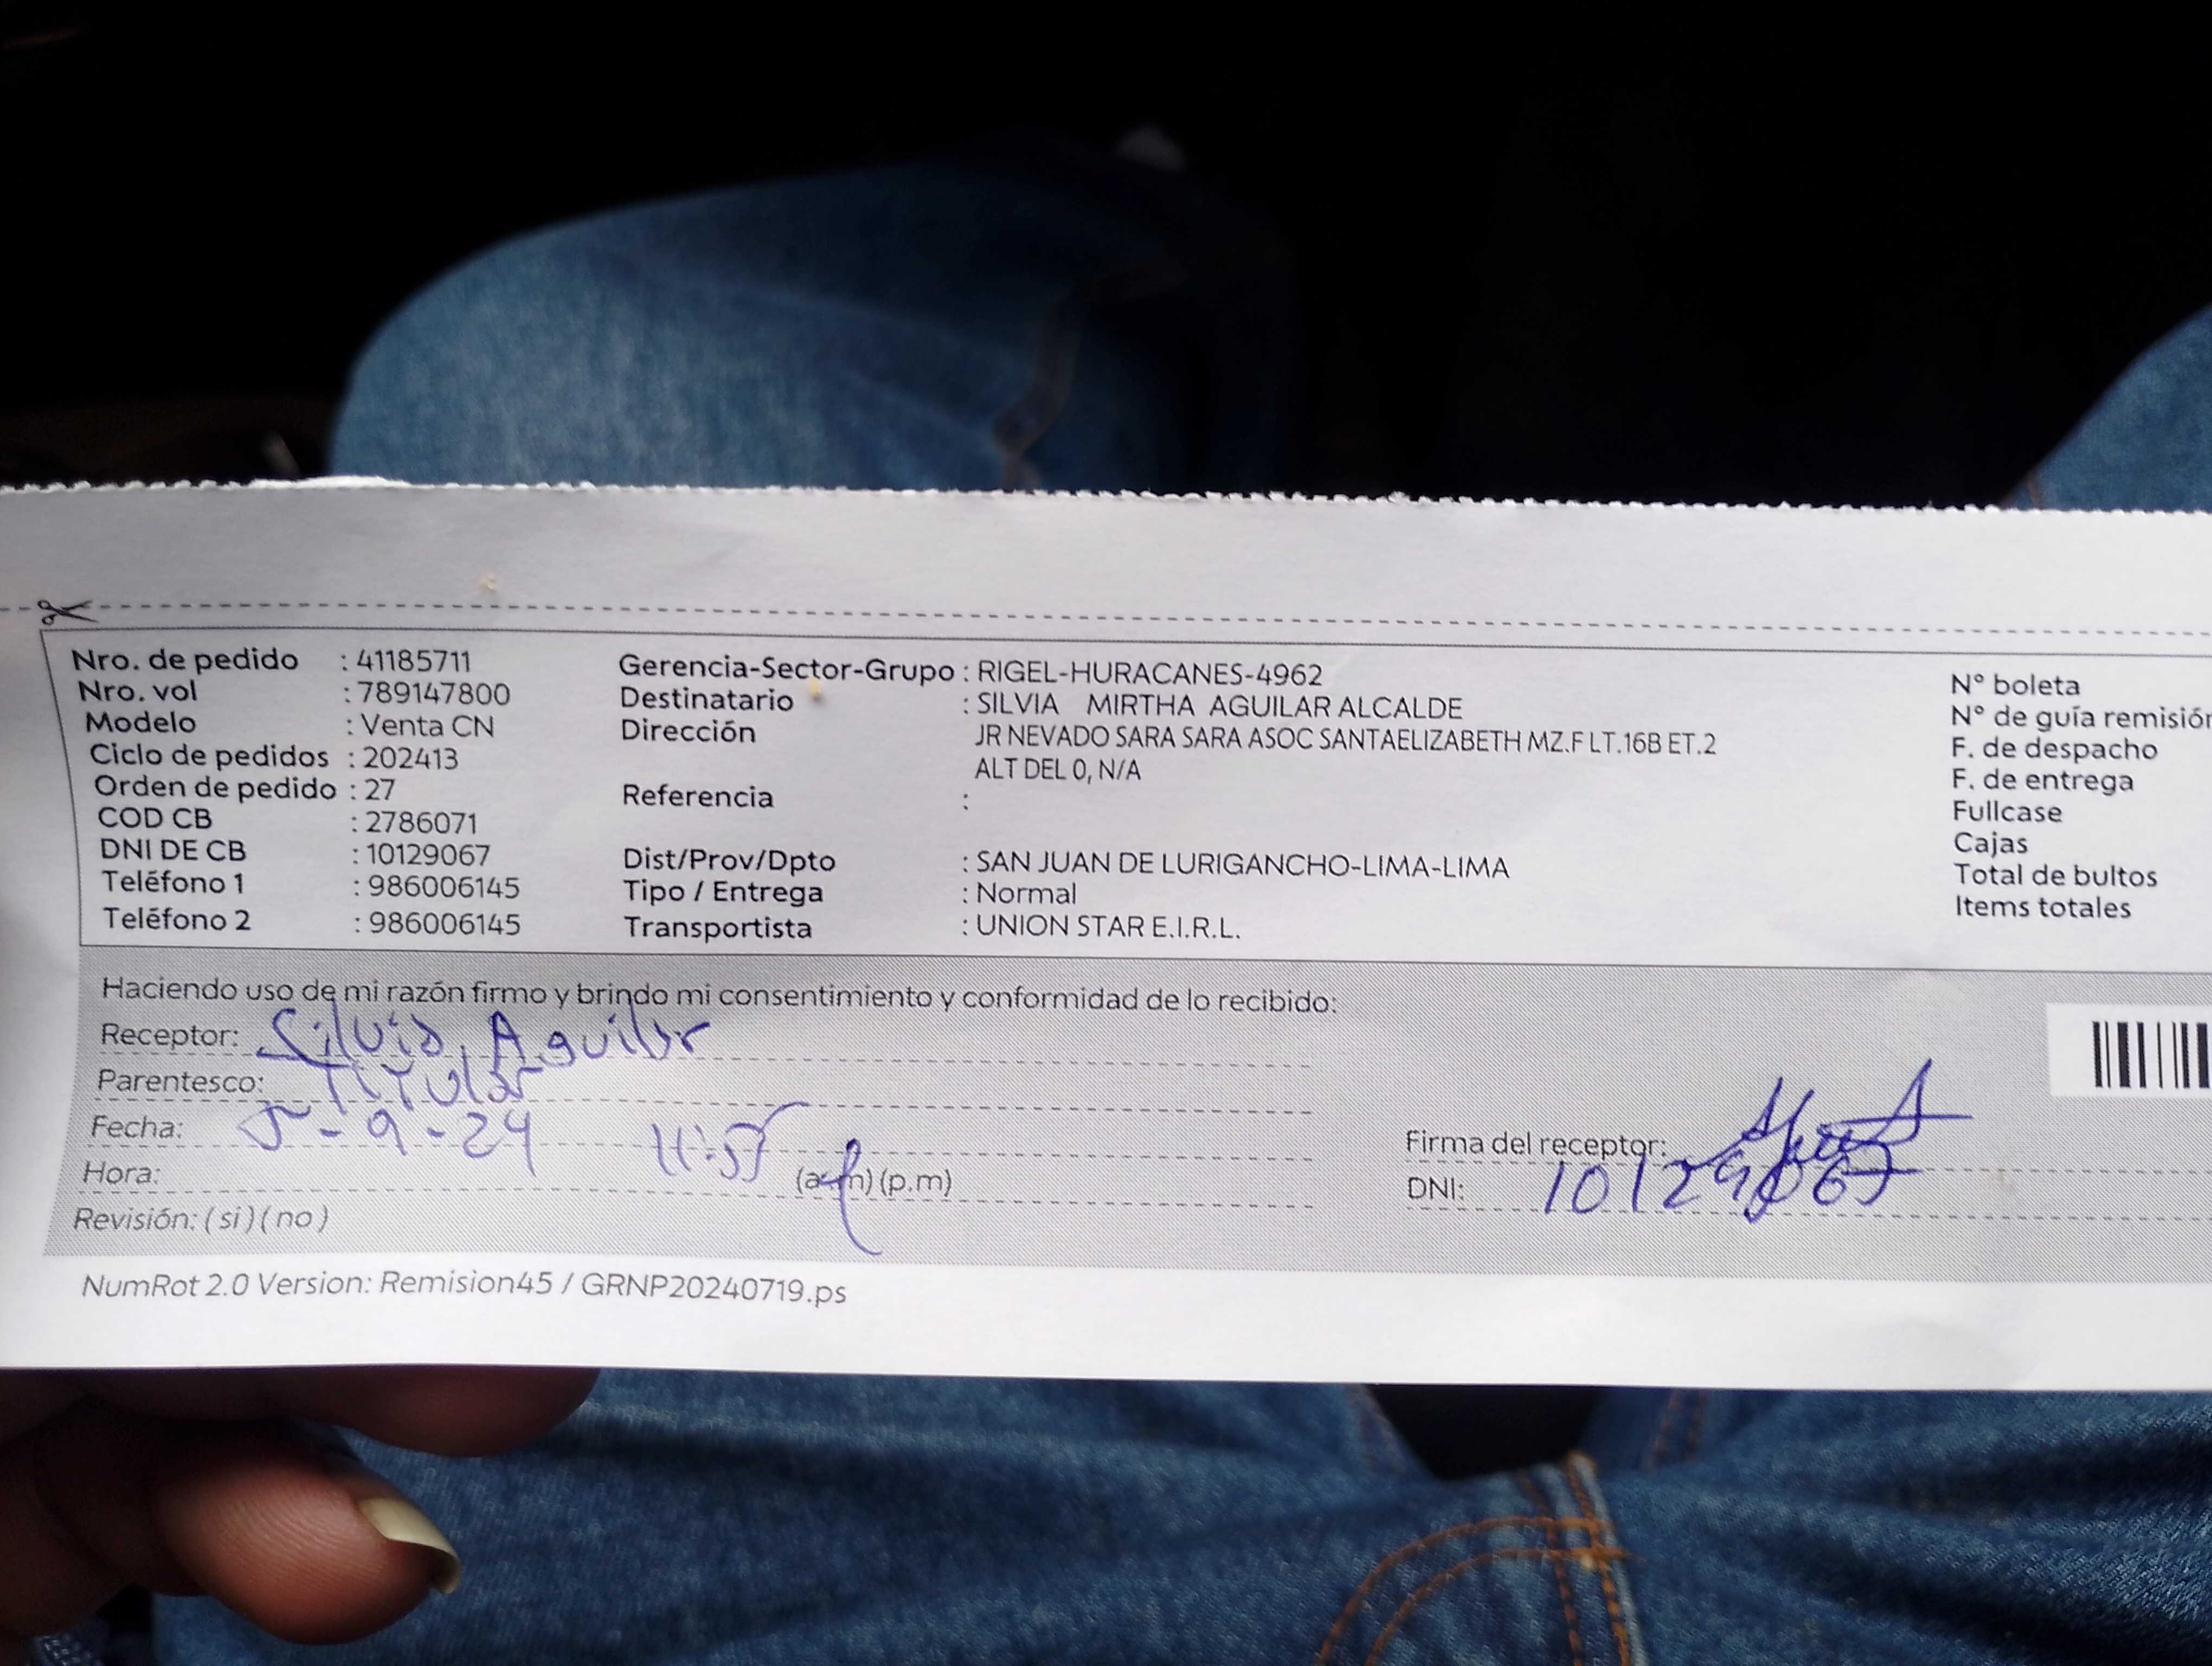 Nro. de pedido : 41185711
Nro. vol : 789147800
Modelo : Venta CN
Ciclo de pedidos : 202413
Orden de pedido : 27
COD CB : 2786071
DNI DE CB : 10129067
Teléfono 1 : 986006145
Teléfono 2 : 986006145
Gerencia-Sector-Grupo : RIGEL-HURACANES-4962
Destinatario : SILVIA MIRTHA AGUILAR ALCALDE
Dirección JR NEVADO SARA SARA ASOC SANTAELIZABETH MZ.F LT.16B ET.2
ALT DEL 0, N/A
Referencia :
Dist/Prov/Dpto : SAN JUAN DE LURIGANCHO-LIMA-LIMA
Tipo / Entrega : Normal
Transportista : UNION STAR E.I.R.L.
N° boleta
N° de guía remisión
F. de despacho
F. de entrega
Fullcase
Cajas
Total de bultos
Items totales
Haciendo uso de mi razón firmo y brindo mi consentimiento y conformidad de lo recibido:
Receptor: Silvia Aguilar
Parentesco: Titular
Fecha: 5-9-24
Hora: 11:55 (a.m) (p.m)
Revisión: (si) (no)
Firma del receptor:
DNI: 10129067
NumRot 2.0 Version: Remision45 / GRNP20240719.ps